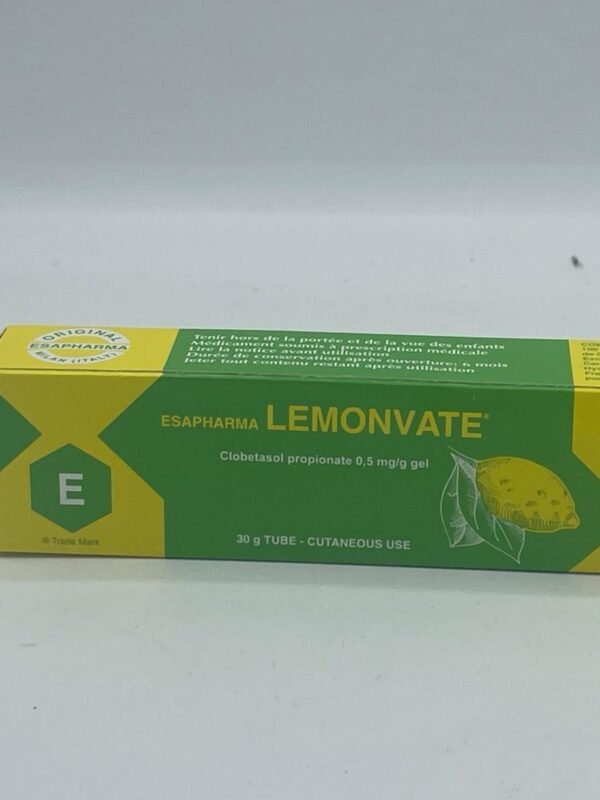 ORIGINAL
ESAPHARMA
MILAN (ITALY)
Tenir hors de la portée et de la vue des enfants
Médicament soumis à prescription médicale
Lire la notice avant utilisation
Durée de conservation après ouverture: 6 mois
Jeter tout contenu restant après utilisation
ESAPHARMA LEMONVATE®
Clobetasol propionate 0,5 mg/g gel
E
® Trade Mark
30 g TUBE - CUTANEOUS USE